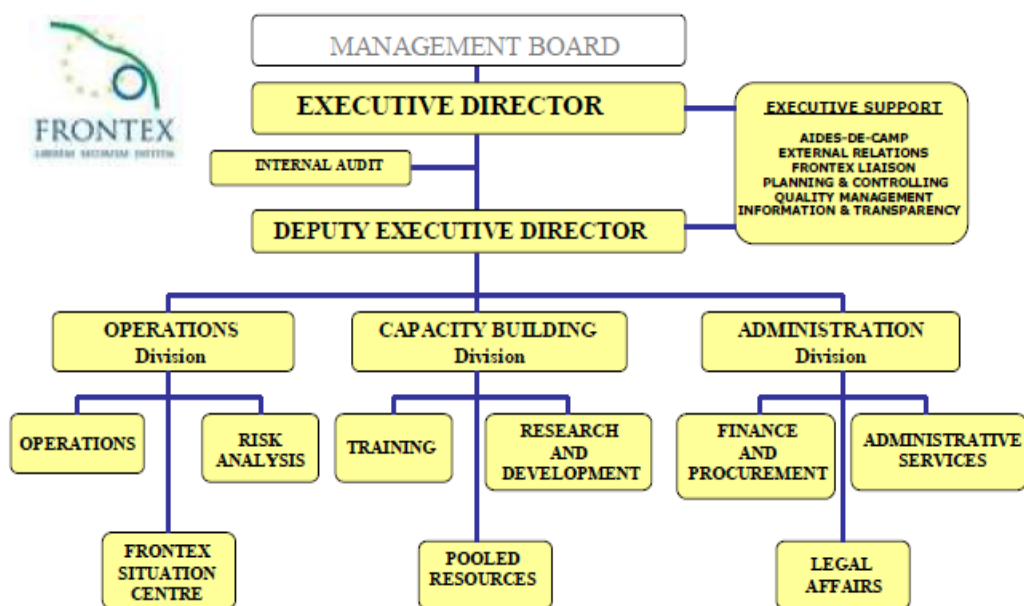 MANAGEMENT BOARD
FRONTEX
EXECUTIVE DIRECTOR
EXECUTIVE SUPPORT
AIDES-DE-CAMP
EXTERNAL RELATIONS
FRONTEX LIAISON
PLANNING & CONTROLLING
QUALITY MANAGEMENT
INFORMATION & TRANSPARENCY
INTERNAL AUDIT
DEPUTY EXECUTIVE DIRECTOR
OPERATIONS
Division
CAPACITY BUILDING
Division
ADMINISTRATION
Division
OPERATIONS
RISK
ANALYSIS
TRAINING
RESEARCH
AND
DEVELOPMENT
FINANCE
AND
PROCUREMENT
ADMINISTRATIVE
SERVICES
FRONTEX
SITUATION
CENTRE
POOLED
RESOURCES
LEGAL
AFFAIRS